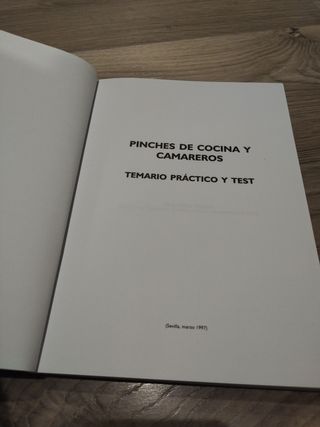 PINCHES DE COCINA Y
CAMAREROS
TEMARIO PRÁCTICO Y TEST
(Sevilla, marzo 1997)